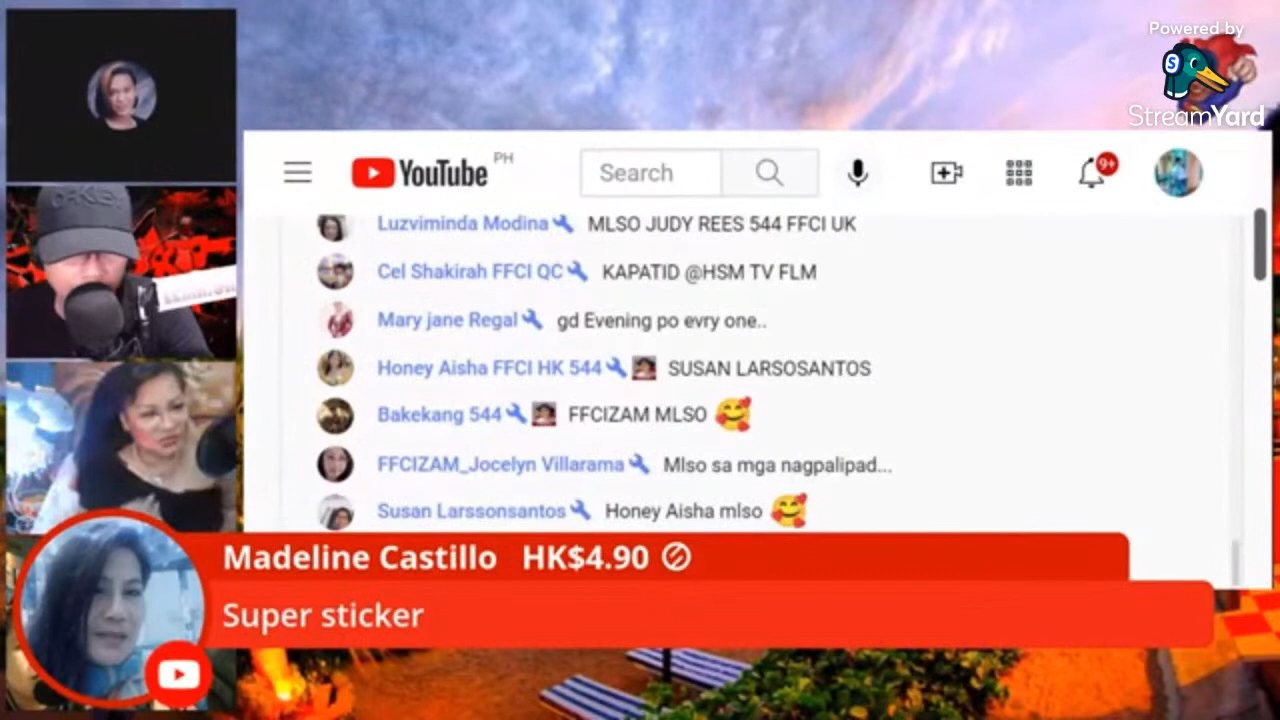 Powered by
StreamYard
YouTube PH
Search
9+
Luzviminda Modina MLSO JUDY REES 544 FFCI UK
Cel Shakirah FFCI QC KAPATID @HSM TV FLM
Mary jane Regal gd Evening po evry one..
Honey Aisha FFCI HK 544 SUSAN LARSOSANTOS
Bakekang 544 FFCIZAM MLSO 🥰
FFCIZAM_Jocelyn Villarama Mlso sa mga nagpalipad...
Susan Larssonsantos Honey Aisha mlso 🥰
Madeline Castillo HK$4.90
Super sticker
OAKLEY